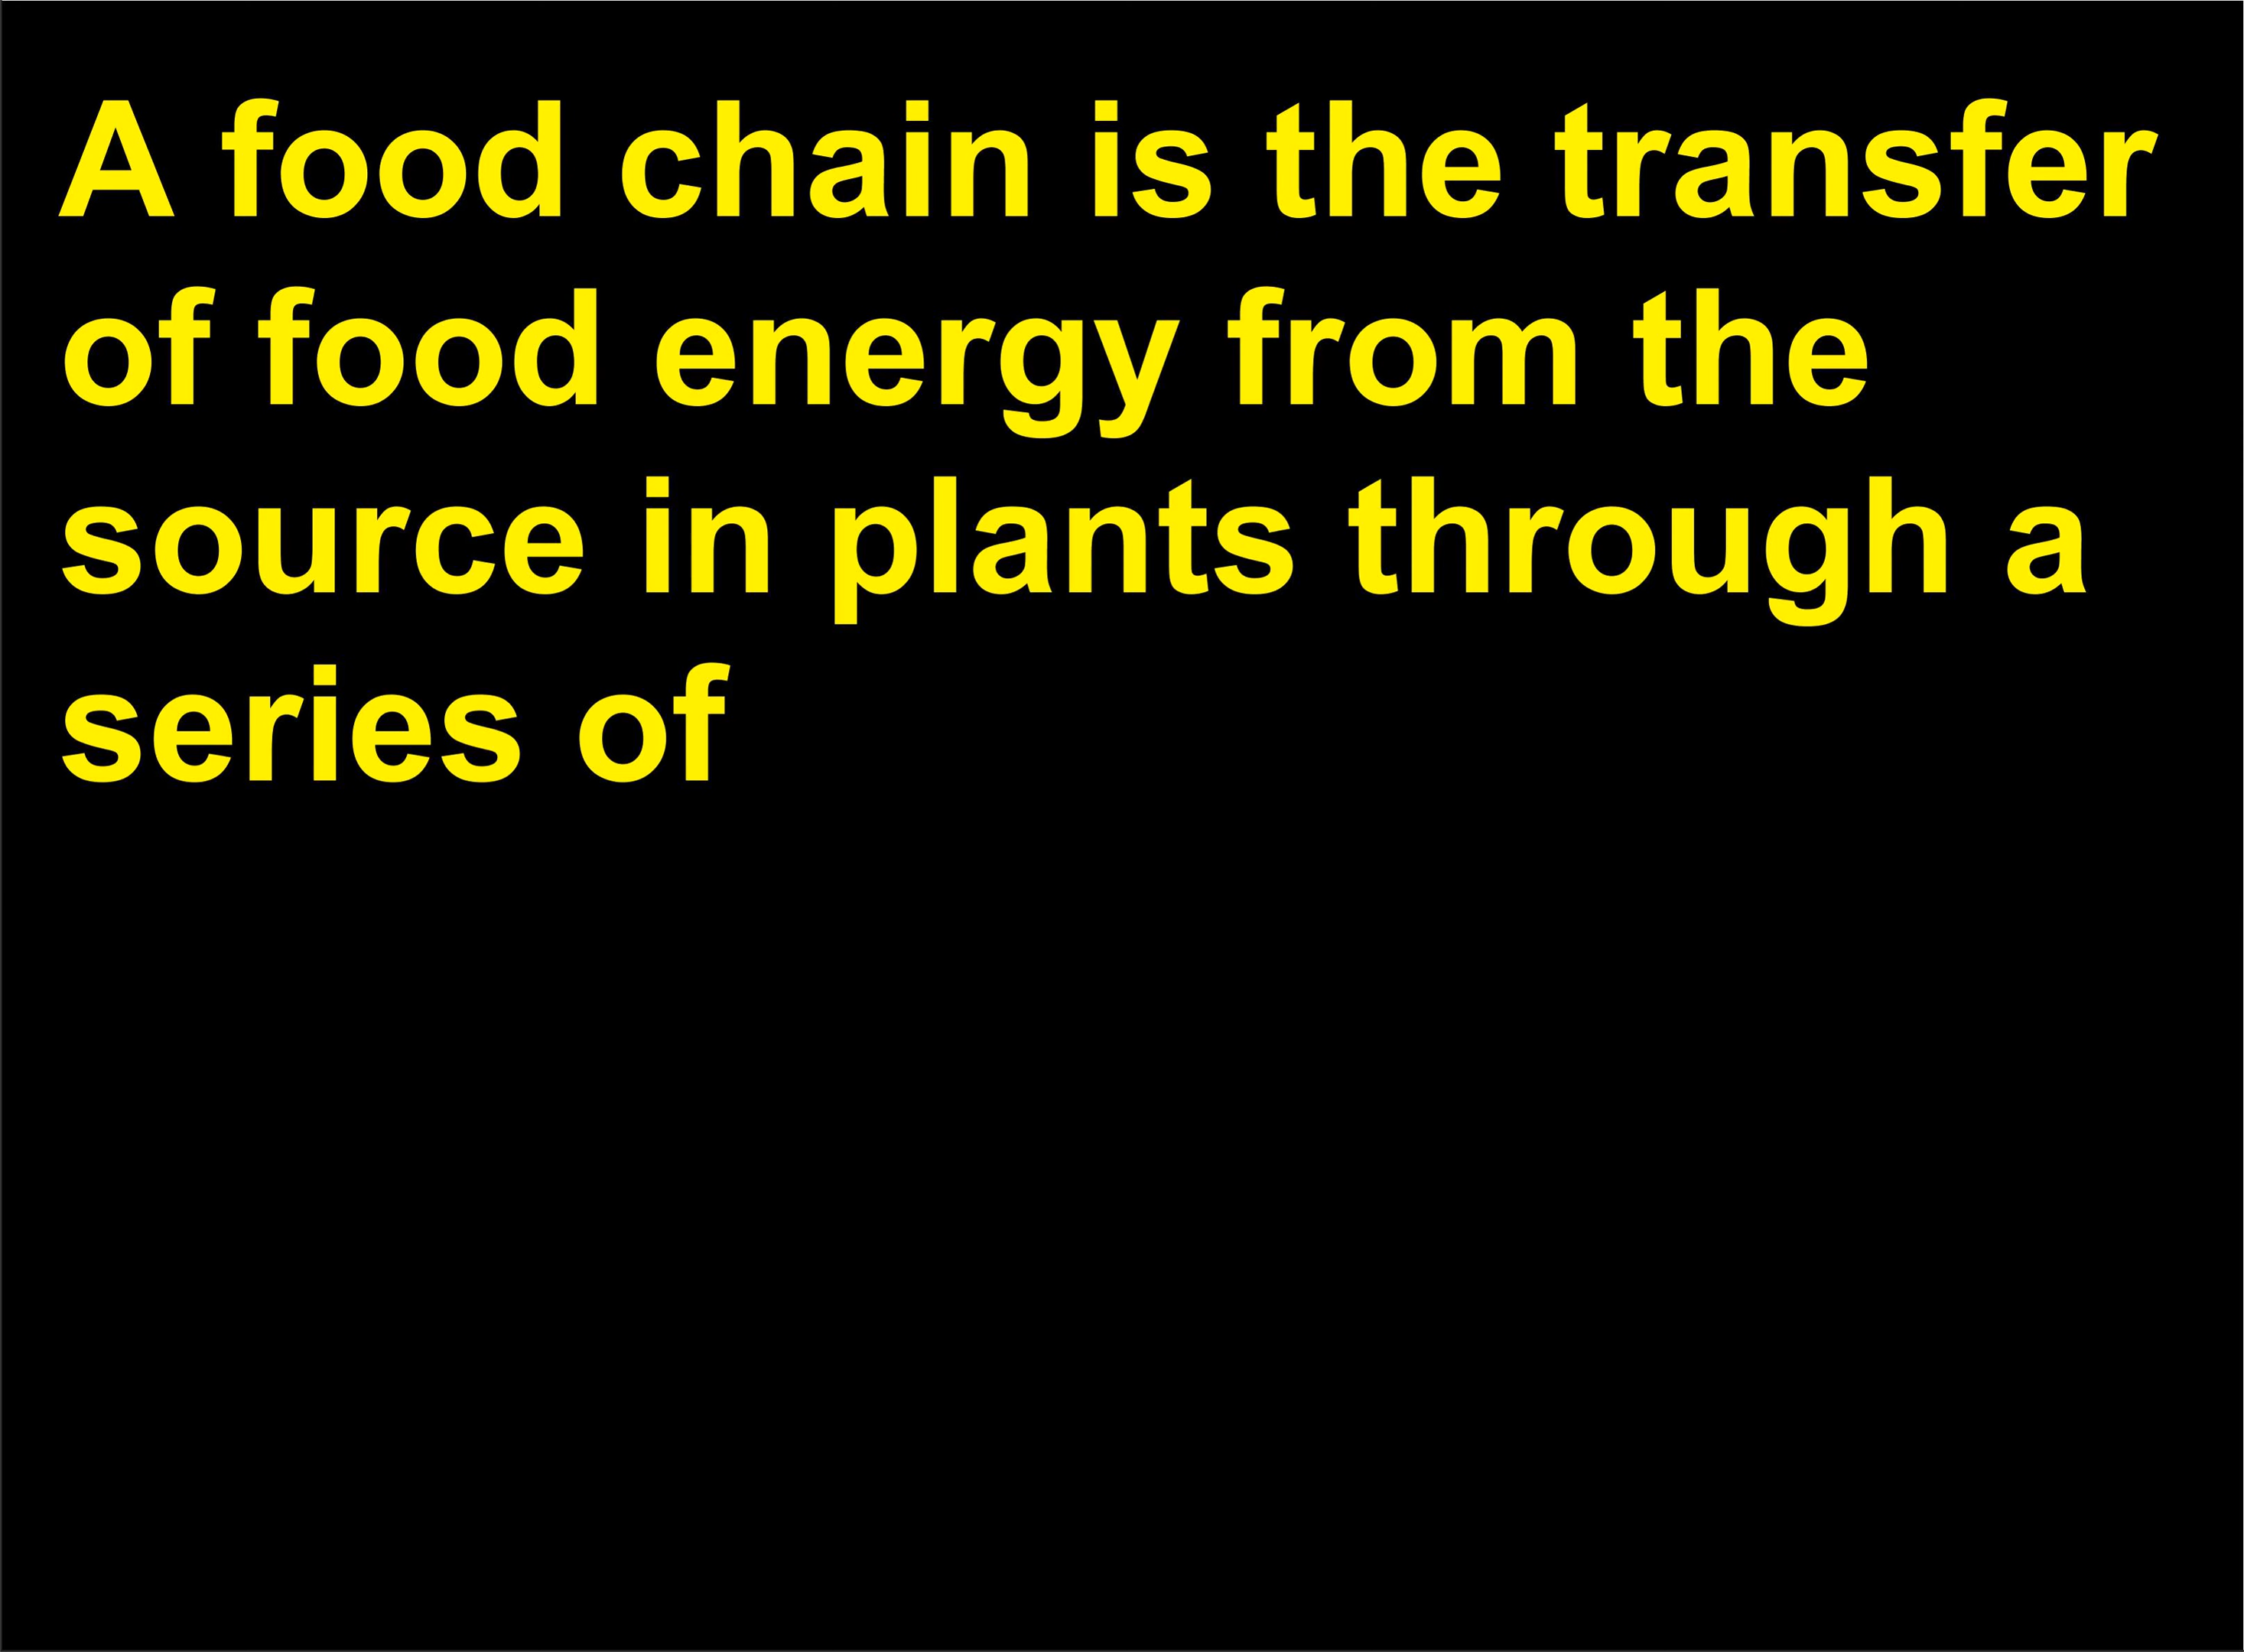 A food chain is the transfer
of food energy from the
source in plants through a
series of